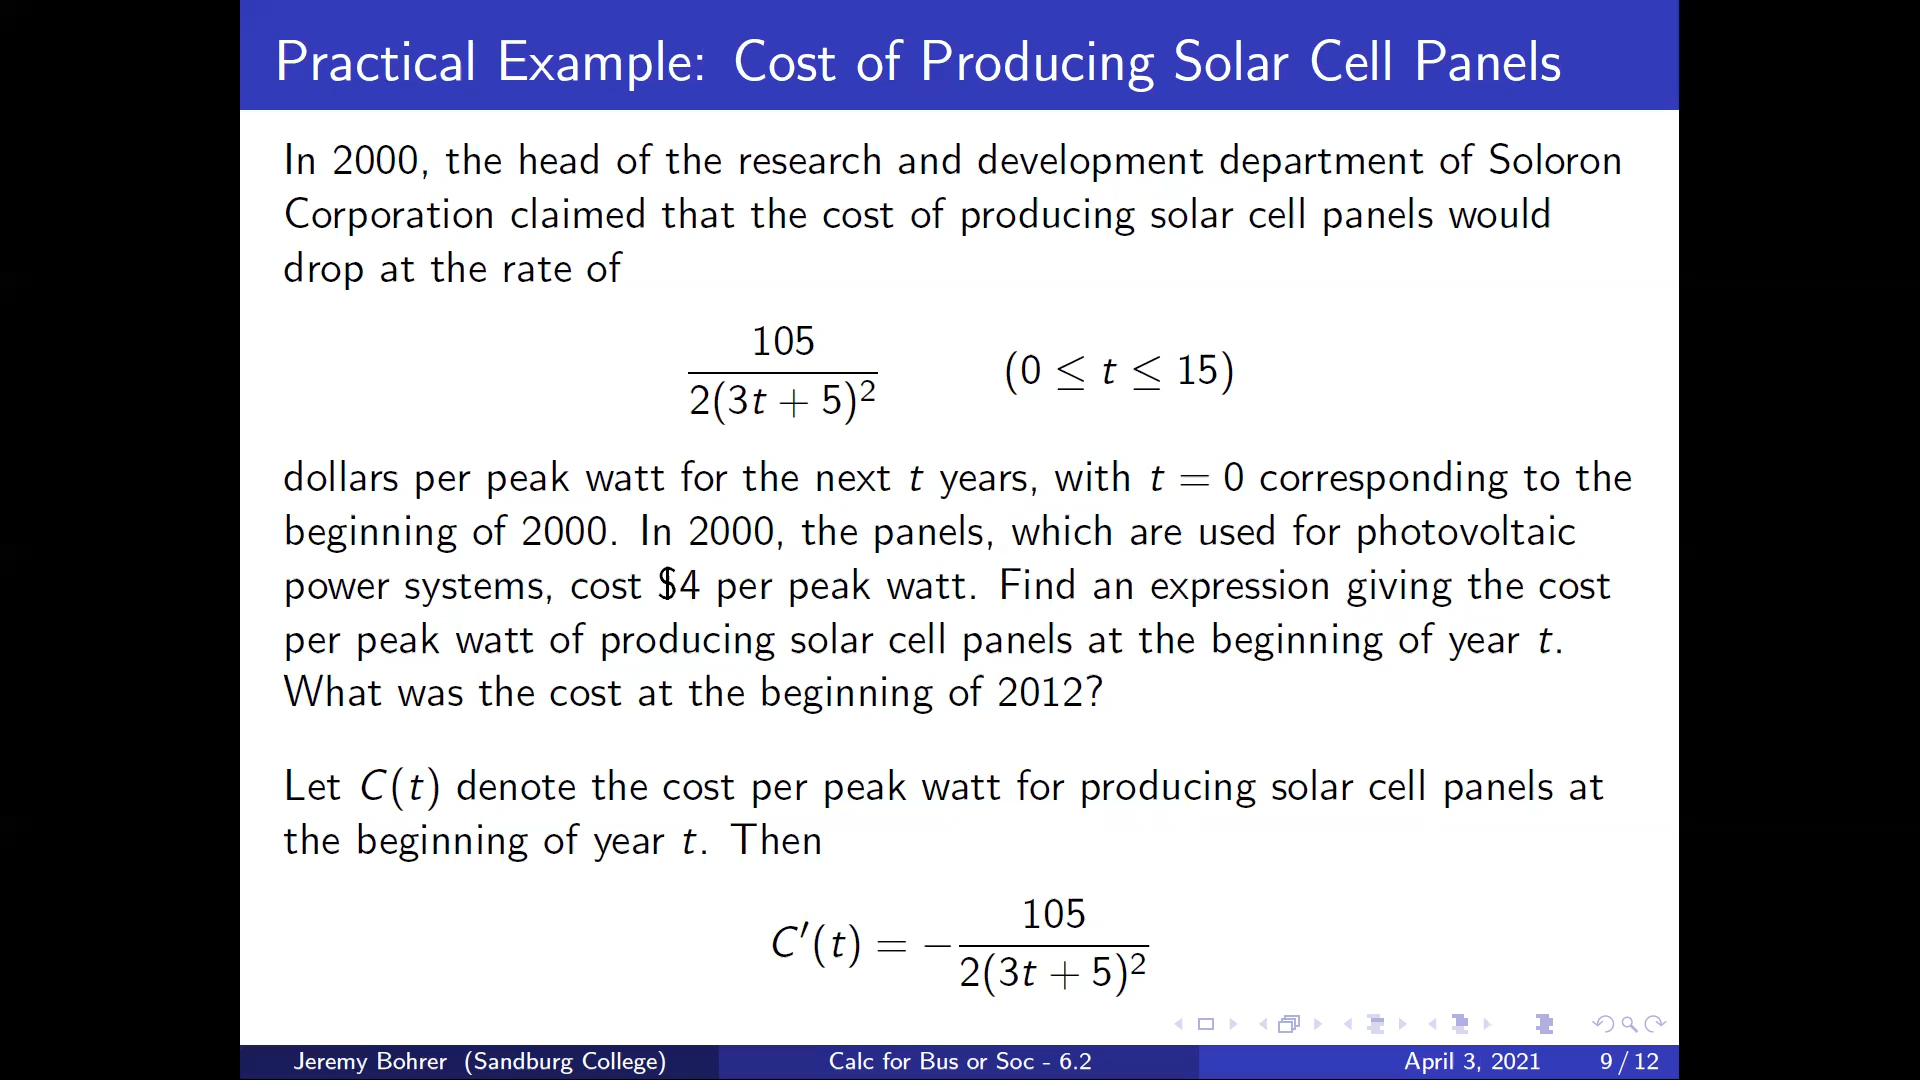 Practical Example: Cost of Producing Solar Cell Panels
In 2000, the head of the research and development department of Soloron
Corporation claimed that the cost of producing solar cell panels would
drop at the rate of
105
2(3t + 5)² (0 ≤ t ≤ 15)
dollars per peak watt for the next t years, with t = 0 corresponding to the
beginning of 2000. In 2000, the panels, which are used for photovoltaic
power systems, cost $4 per peak watt. Find an expression giving the cost
per peak watt of producing solar cell panels at the beginning of year t.
What was the cost at the beginning of 2012?
Let C(t) denote the cost per peak watt for producing solar cell panels at
the beginning of year t. Then
C′(t) = − 105
2(3t + 5)²
Jeremy Bohrer (Sandburg College) Calc for Bus or Soc - 6.2 April 3, 2021 9 / 12